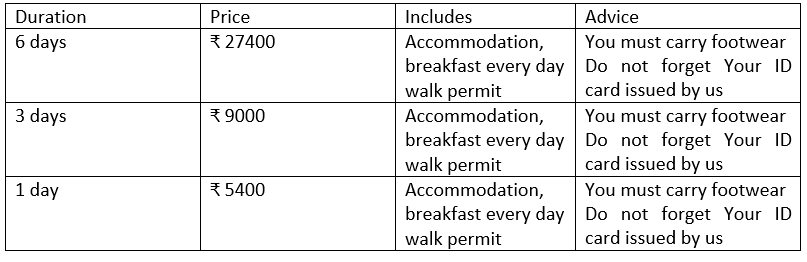 Duration Price Includes Advice
6 days ₹ 27400 Accommodation, You must carry footwear
breakfast every day Do not forget Your ID
walk permit card issued by us
3 days ₹ 9000 Accommodation, You must carry footwear
breakfast every day Do not forget Your ID
walk permit card issued by us
1 day ₹ 5400 Accommodation, You must carry footwear
breakfast every day Do not forget Your ID
walk permit card issued by us